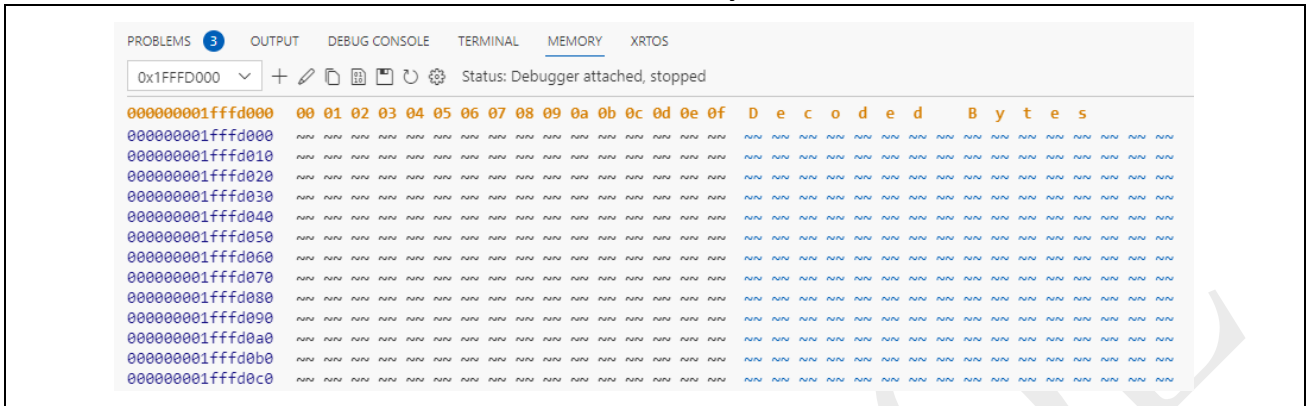 PROBLEMS 3 OUTPUT DEBUG CONSOLE TERMINAL MEMORY XRTOS
0x1FFFD000 Status: Debugger attached, stopped
000000001fffd000 00 01 02 03 04 05 06 07 08 09 0a 0b 0c 0d 0e 0f D e c o d e d B y t e s
000000001fffd000 ~~ ~~ ~~ ~~ ~~ ~~ ~~ ~~ ~~ ~~ ~~ ~~ ~~ ~~ ~~ ~~ ~~ ~~ ~~ ~~ ~~ ~~ ~~ ~~ ~~ ~~ ~~ ~~ ~~ ~~ ~~ ~~
000000001fffd010 ~~ ~~ ~~ ~~ ~~ ~~ ~~ ~~ ~~ ~~ ~~ ~~ ~~ ~~ ~~ ~~ ~~ ~~ ~~ ~~ ~~ ~~ ~~ ~~ ~~ ~~ ~~ ~~ ~~ ~~ ~~ ~~
000000001fffd020 ~~ ~~ ~~ ~~ ~~ ~~ ~~ ~~ ~~ ~~ ~~ ~~ ~~ ~~ ~~ ~~ ~~ ~~ ~~ ~~ ~~ ~~ ~~ ~~ ~~ ~~ ~~ ~~ ~~ ~~ ~~ ~~
000000001fffd030 ~~ ~~ ~~ ~~ ~~ ~~ ~~ ~~ ~~ ~~ ~~ ~~ ~~ ~~ ~~ ~~ ~~ ~~ ~~ ~~ ~~ ~~ ~~ ~~ ~~ ~~ ~~ ~~ ~~ ~~ ~~ ~~
000000001fffd040 ~~ ~~ ~~ ~~ ~~ ~~ ~~ ~~ ~~ ~~ ~~ ~~ ~~ ~~ ~~ ~~ ~~ ~~ ~~ ~~ ~~ ~~ ~~ ~~ ~~ ~~ ~~ ~~ ~~ ~~ ~~ ~~
000000001fffd050 ~~ ~~ ~~ ~~ ~~ ~~ ~~ ~~ ~~ ~~ ~~ ~~ ~~ ~~ ~~ ~~ ~~ ~~ ~~ ~~ ~~ ~~ ~~ ~~ ~~ ~~ ~~ ~~ ~~ ~~ ~~ ~~
000000001fffd060 ~~ ~~ ~~ ~~ ~~ ~~ ~~ ~~ ~~ ~~ ~~ ~~ ~~ ~~ ~~ ~~ ~~ ~~ ~~ ~~ ~~ ~~ ~~ ~~ ~~ ~~ ~~ ~~ ~~ ~~ ~~ ~~
000000001fffd070 ~~ ~~ ~~ ~~ ~~ ~~ ~~ ~~ ~~ ~~ ~~ ~~ ~~ ~~ ~~ ~~ ~~ ~~ ~~ ~~ ~~ ~~ ~~ ~~ ~~ ~~ ~~ ~~ ~~ ~~ ~~ ~~
000000001fffd080 ~~ ~~ ~~ ~~ ~~ ~~ ~~ ~~ ~~ ~~ ~~ ~~ ~~ ~~ ~~ ~~ ~~ ~~ ~~ ~~ ~~ ~~ ~~ ~~ ~~ ~~ ~~ ~~ ~~ ~~ ~~ ~~
000000001fffd090 ~~ ~~ ~~ ~~ ~~ ~~ ~~ ~~ ~~ ~~ ~~ ~~ ~~ ~~ ~~ ~~ ~~ ~~ ~~ ~~ ~~ ~~ ~~ ~~ ~~ ~~ ~~ ~~ ~~ ~~ ~~ ~~
000000001fffd0a0 ~~ ~~ ~~ ~~ ~~ ~~ ~~ ~~ ~~ ~~ ~~ ~~ ~~ ~~ ~~ ~~ ~~ ~~ ~~ ~~ ~~ ~~ ~~ ~~ ~~ ~~ ~~ ~~ ~~ ~~ ~~ ~~
000000001fffd0b0 ~~ ~~ ~~ ~~ ~~ ~~ ~~ ~~ ~~ ~~ ~~ ~~ ~~ ~~ ~~ ~~ ~~ ~~ ~~ ~~ ~~ ~~ ~~ ~~ ~~ ~~ ~~ ~~ ~~ ~~ ~~ ~~
000000001fffd0c0 ~~ ~~ ~~ ~~ ~~ ~~ ~~ ~~ ~~ ~~ ~~ ~~ ~~ ~~ ~~ ~~ ~~ ~~ ~~ ~~ ~~ ~~ ~~ ~~ ~~ ~~ ~~ ~~ ~~ ~~ ~~ ~~